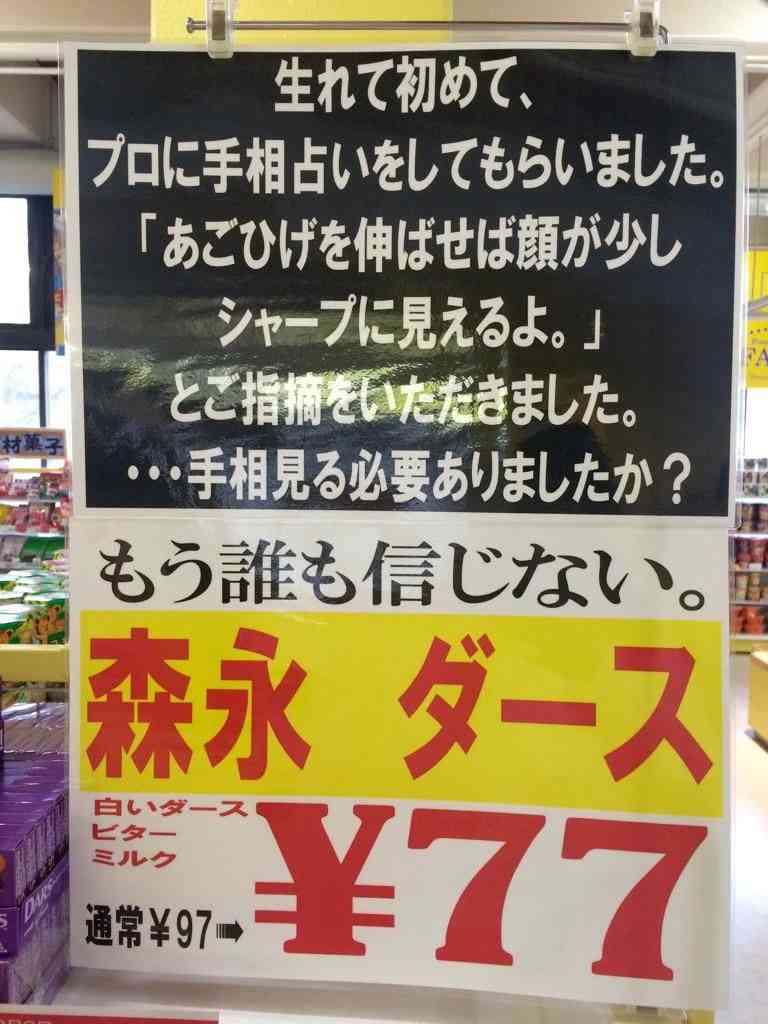 生れて初めて、
プロに手相占いをしてもらいました。
「あごひげを伸ばせば顔が少し
シャープに見えるよ。」
とご指摘をいただきました。
・・・手相見る必要ありましたか？
もう誰も信じない。
森永 ダース
白いダース
ビター
ミルク
¥77
通常¥97➡
材菓子
FA
DARS